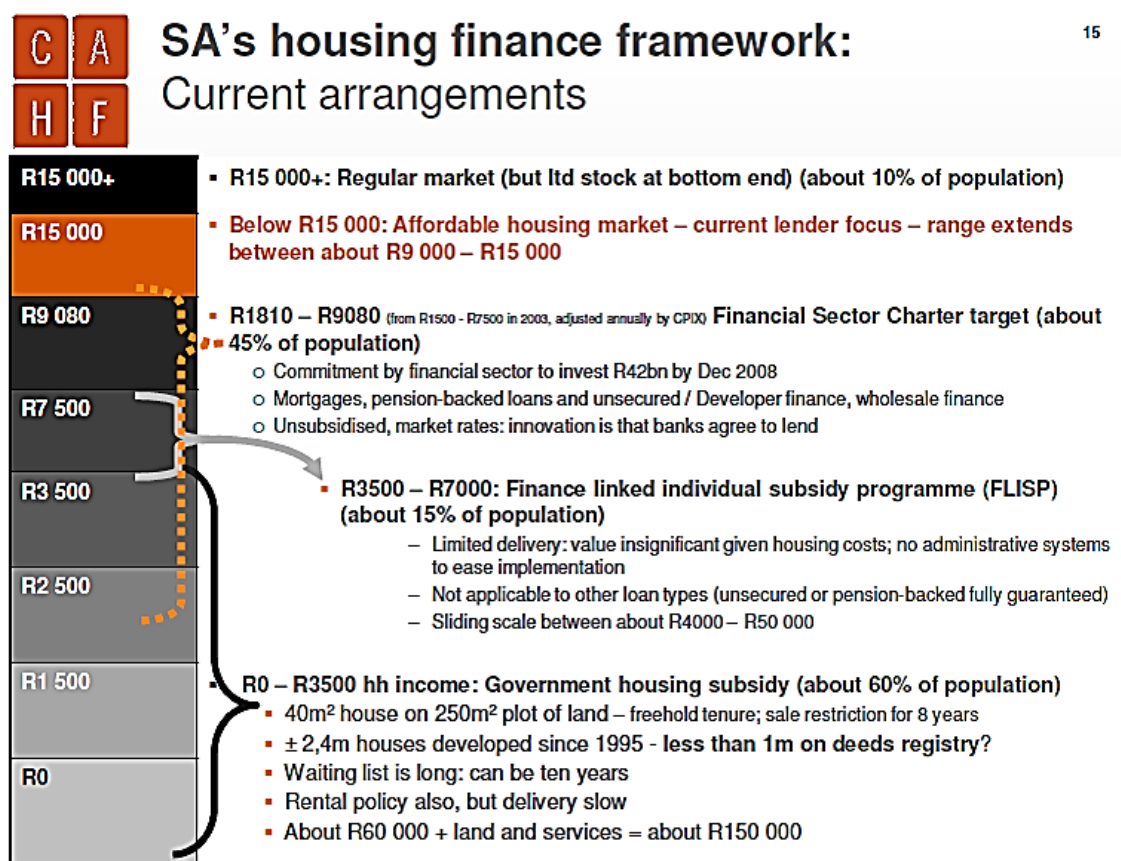 C A
H F
SA's housing finance framework:
Current arrangements
15
R15 000+
▪ R15 000+: Regular market (but ltd stock at bottom end) (about 10% of population)
R15 000
▪ Below R15 000: Affordable housing market – current lender focus – range extends
between about R9 000 – R15 000
R9 080
▪ R1810 – R9080 (from R1500 - R7500 in 2003, adjusted annually by CPIX) Financial Sector Charter target (about
45% of population)
o Commitment by financial sector to invest R42bn by Dec 2008
o Mortgages, pension-backed loans and unsecured / Developer finance, wholesale finance
o Unsubsidised, market rates: innovation is that banks agree to lend
R7 500
R3 500
▪ R3500 – R7000: Finance linked individual subsidy programme (FLISP)
(about 15% of population)
– Limited delivery: value insignificant given housing costs; no administrative systems
to ease implementation
– Not applicable to other loan types (unsecured or pension-backed fully guaranteed)
– Sliding scale between about R4000 – R50 000
R2 500
R1 500
▪ R0 – R3500 hh income: Government housing subsidy (about 60% of population)
▪ 40m² house on 250m² plot of land – freehold tenure; sale restriction for 8 years
▪ ± 2,4m houses developed since 1995 - less than 1m on deeds registry?
▪ Waiting list is long: can be ten years
▪ Rental policy also, but delivery slow
▪ About R60 000 + land and services = about R150 000
R0